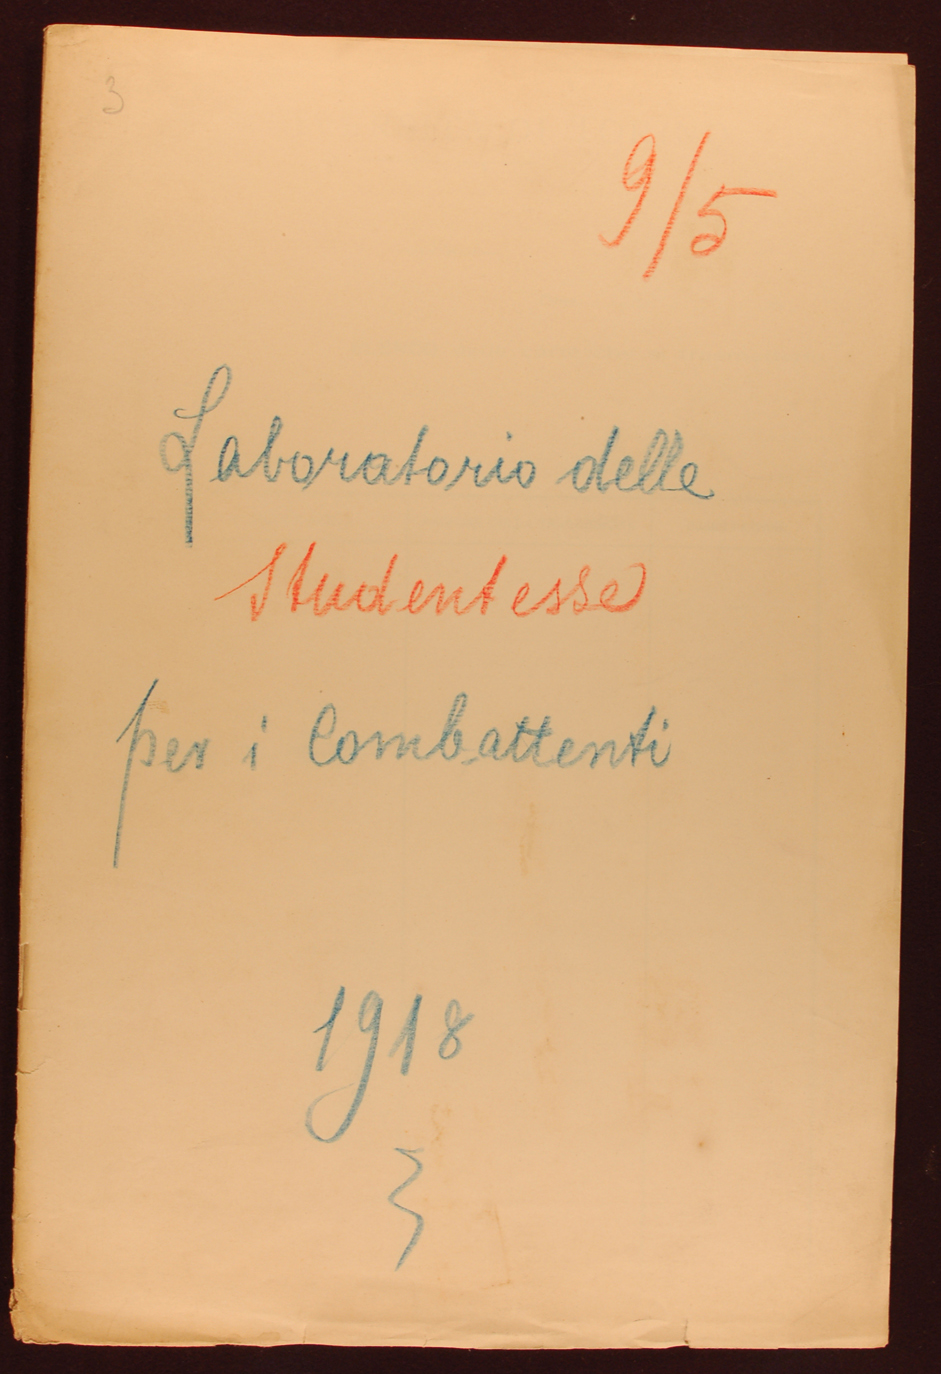 3
9/5
Laboratorio delle
Studentesse
per i Combattenti
1918